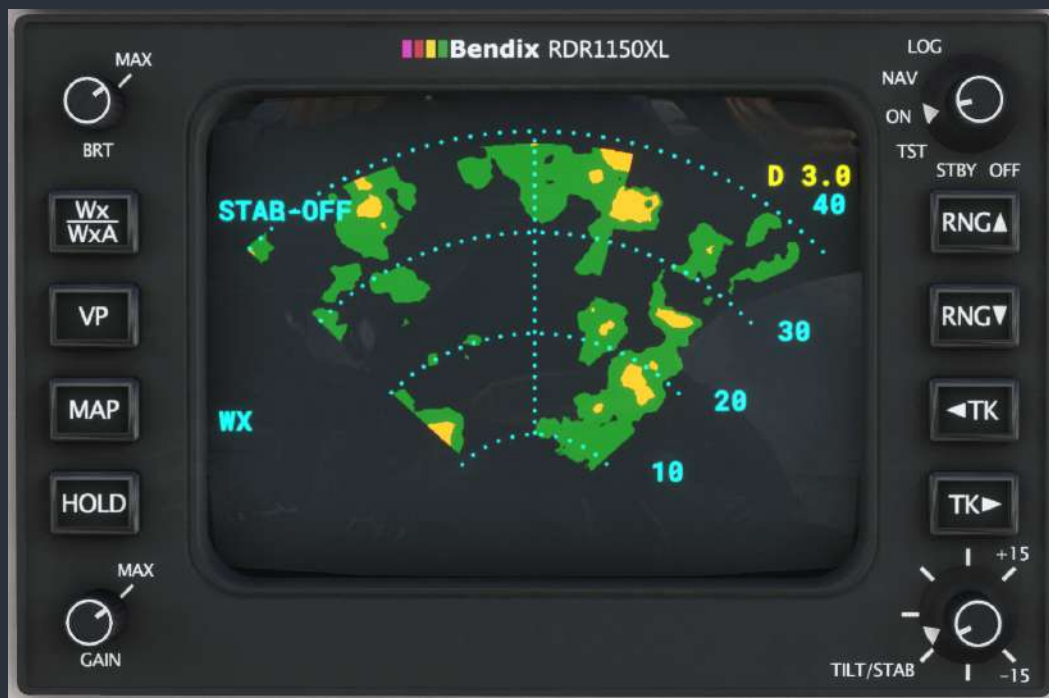 Bendix RDR1150XL
MAX
BRT
LOG
NAV
ON
TST
STBY OFF
Wx
WxA
VP
MAP
HOLD
MAX
GAIN
STAB-OFF
D 3.0
40
30
20
WX
10
RNG▲
RNG▼
◄TK
TK►
+15
TILT/STAB
-15